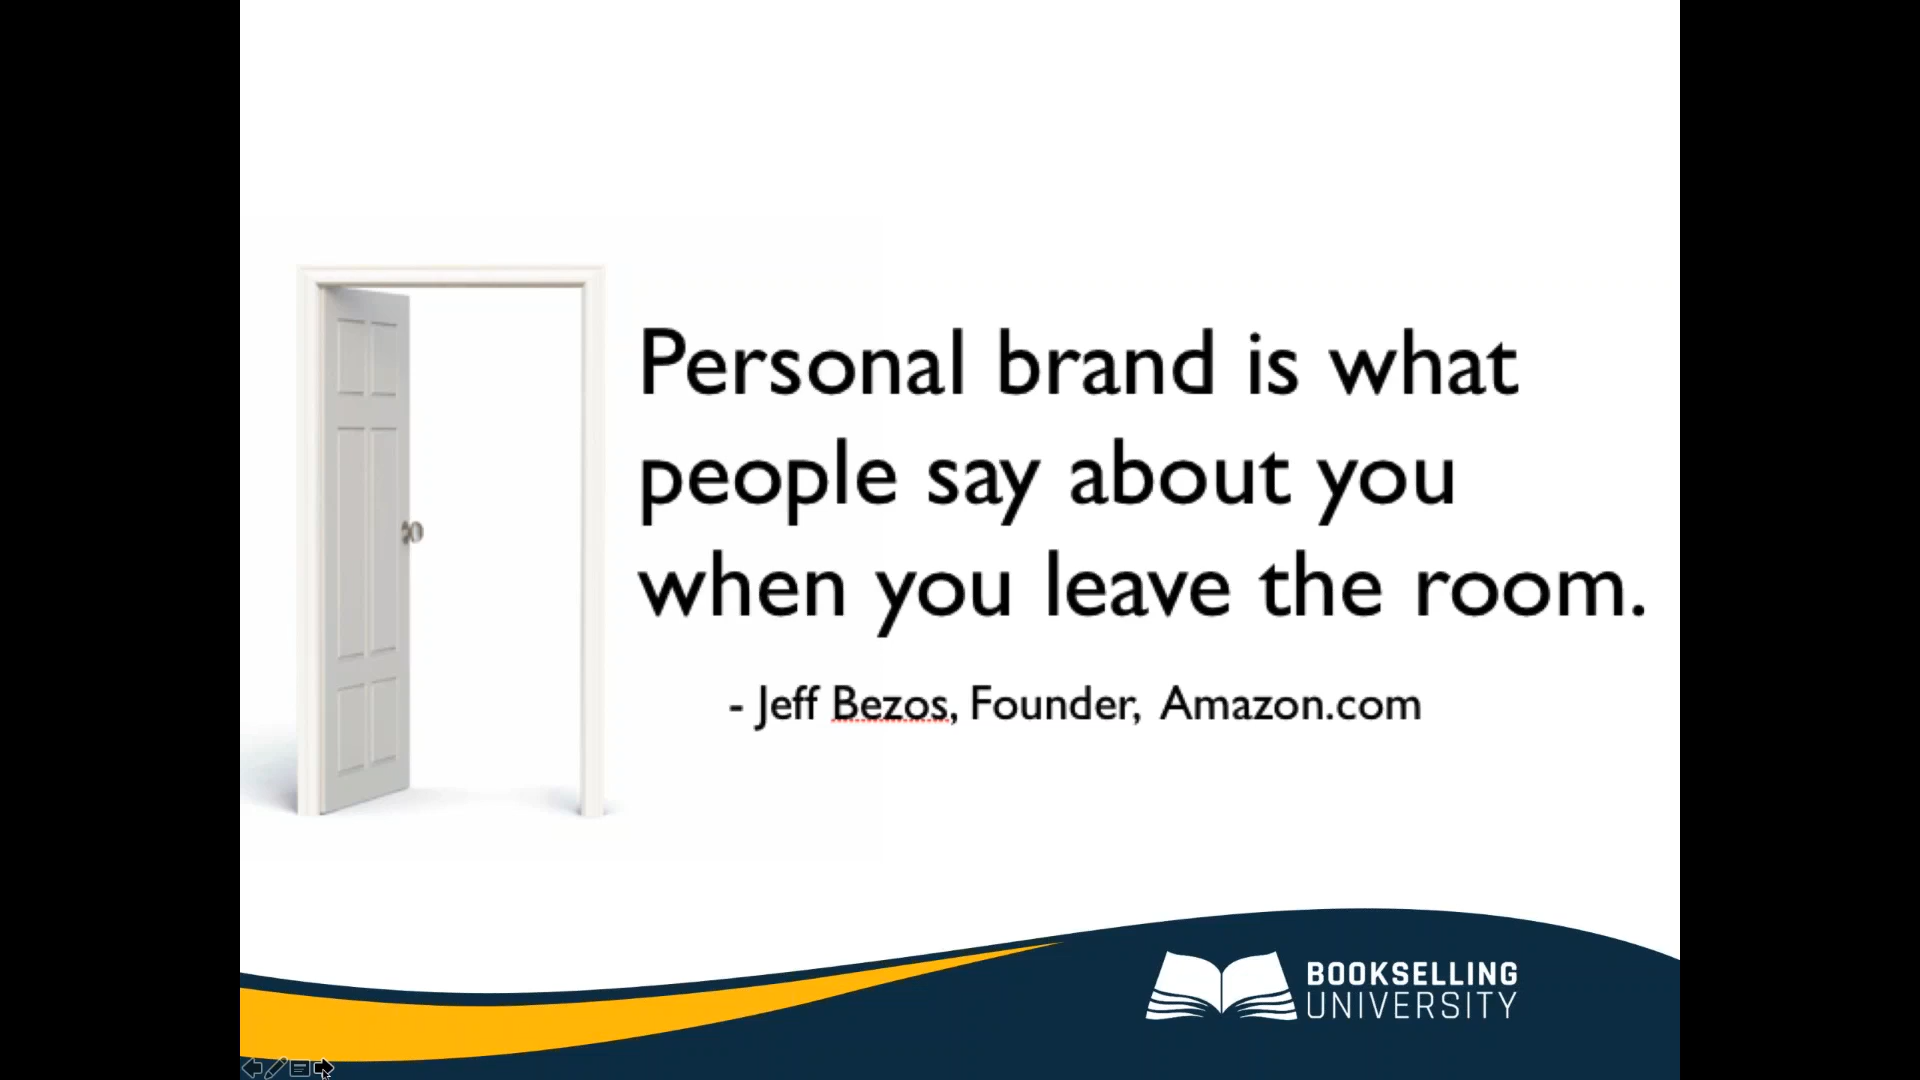 Personal brand is what
people say about you
when you leave the room.
- Jeff Bezos, Founder, Amazon.com
BOOKSELLING
UNIVERSITY